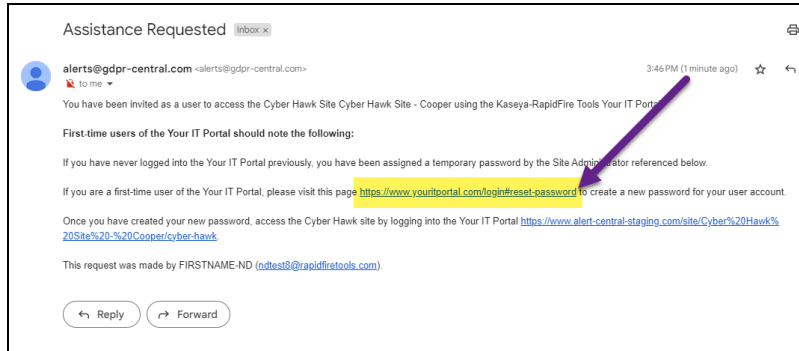 Assistance Requested Inbox x
alerts@gdpr-central.com <alerts@gdpr-central.com> 3:46 PM (1 minute ago)
to me
You have been invited as a user to access the Cyber Hawk Site Cyber Hawk Site - Cooper using the Kaseya-RapidFire Tools Your IT Portal
First-time users of the Your IT Portal should note the following:
If you have never logged into the Your IT Portal previously, you have been assigned a temporary password by the Site Administrator referenced below.
If you are a first-time user of the Your IT Portal, please visit this page https://www.youritportal.com/login#reset-password to create a new password for your user account.
Once you have created your new password, access the Cyber Hawk site by logging into the Your IT Portal https://www.alert-central-staging.com/site/Cyber%20Hawk%
20Site%20-%20Cooper/cyber-hawk.
This request was made by FIRSTNAME-ND (ndtest8@rapidfiretools.com).
Reply Forward